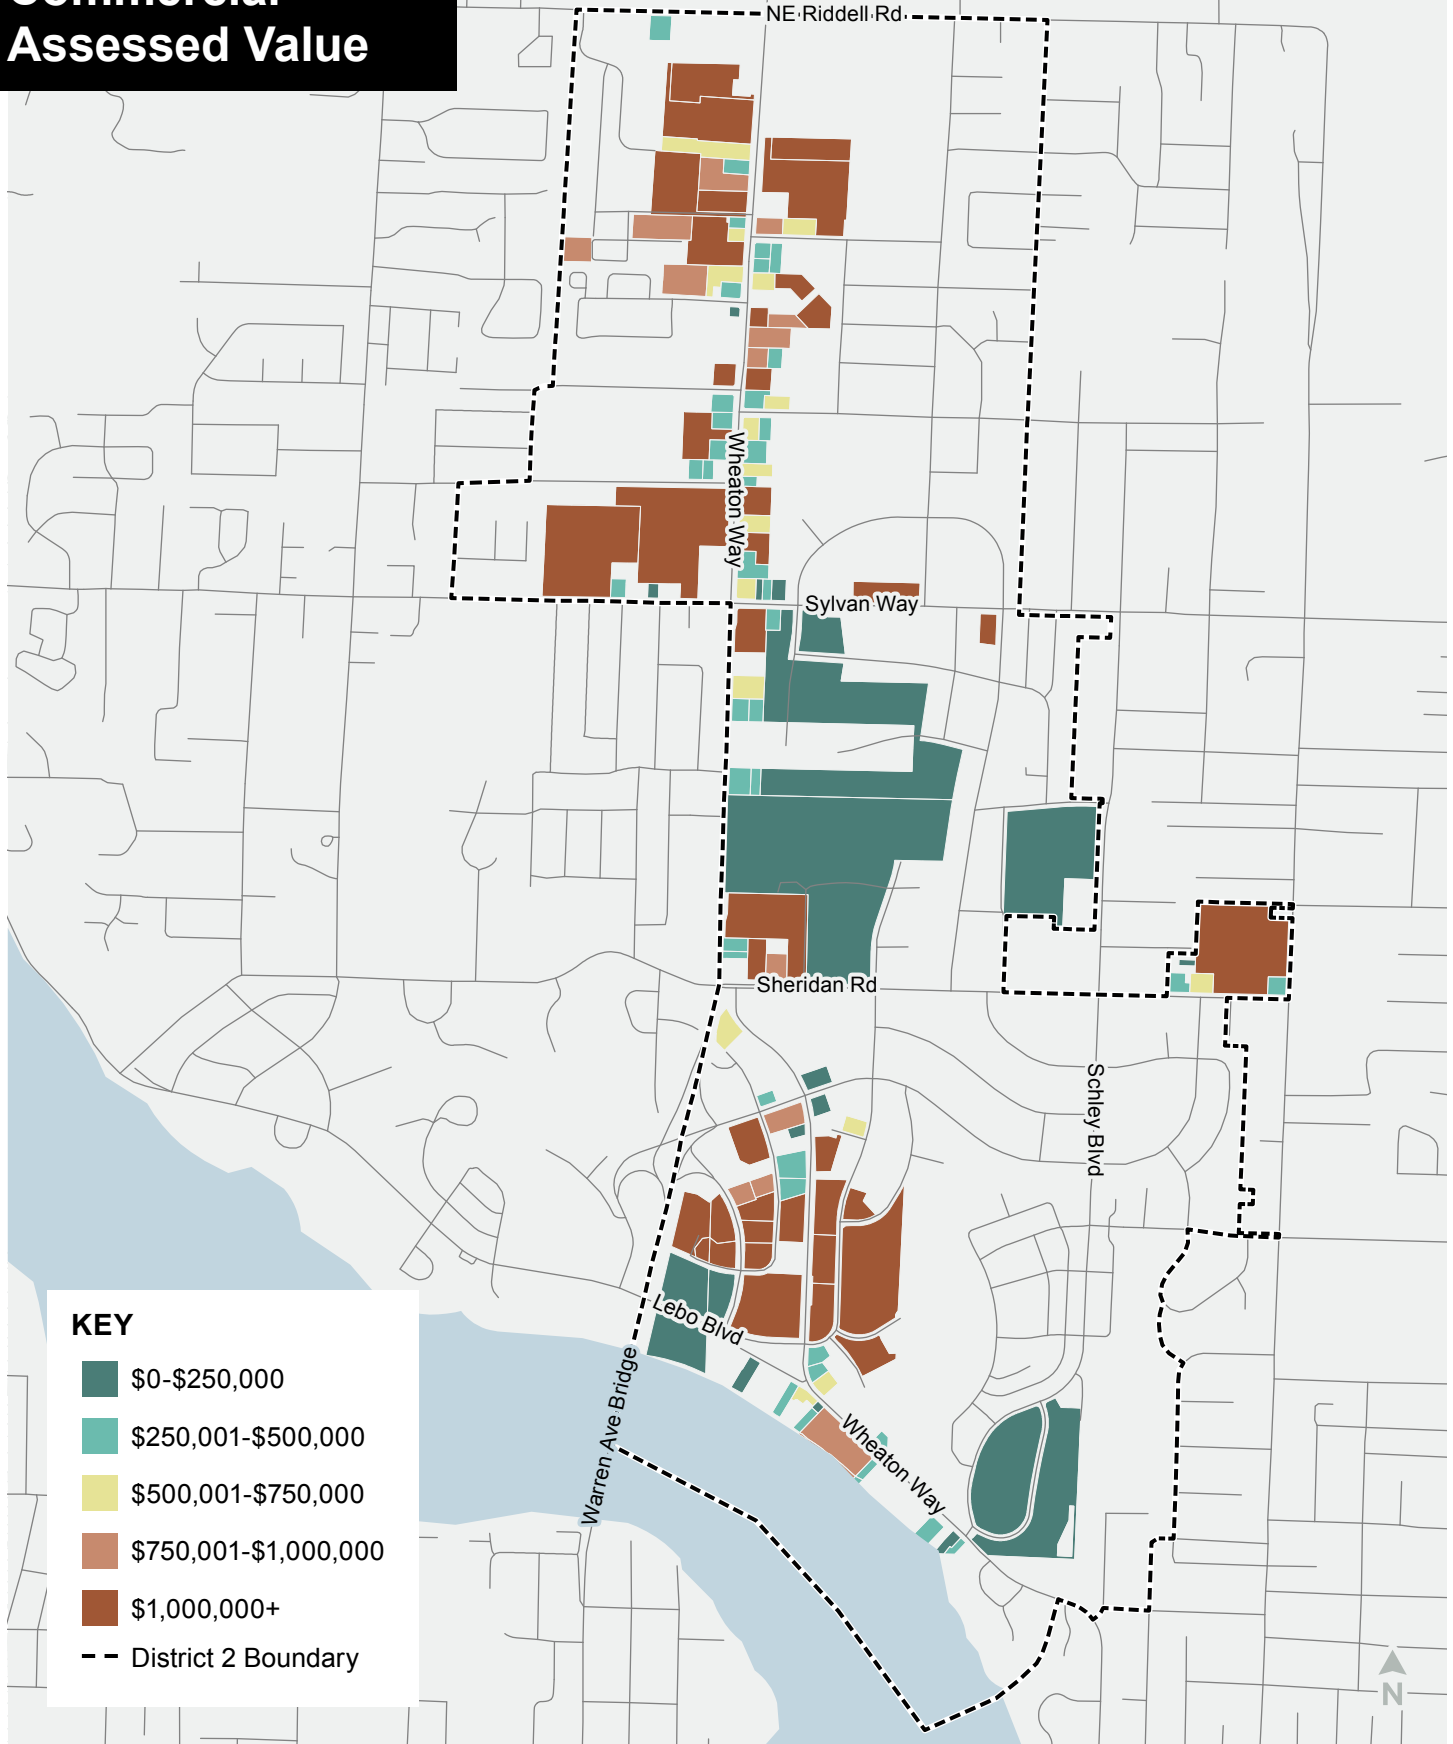 Commercial
Assessed Value
NE Riddell Rd
Wheaton Way
Sylvan Way
Sheridan Rd
Schley Blvd
Lebo Blvd
Warren Ave Bridge
Wheaton Way
KEY
$0-$250,000
$250,001-$500,000
$500,001-$750,000
$750,001-$1,000,000
$1,000,000+
District 2 Boundary
N